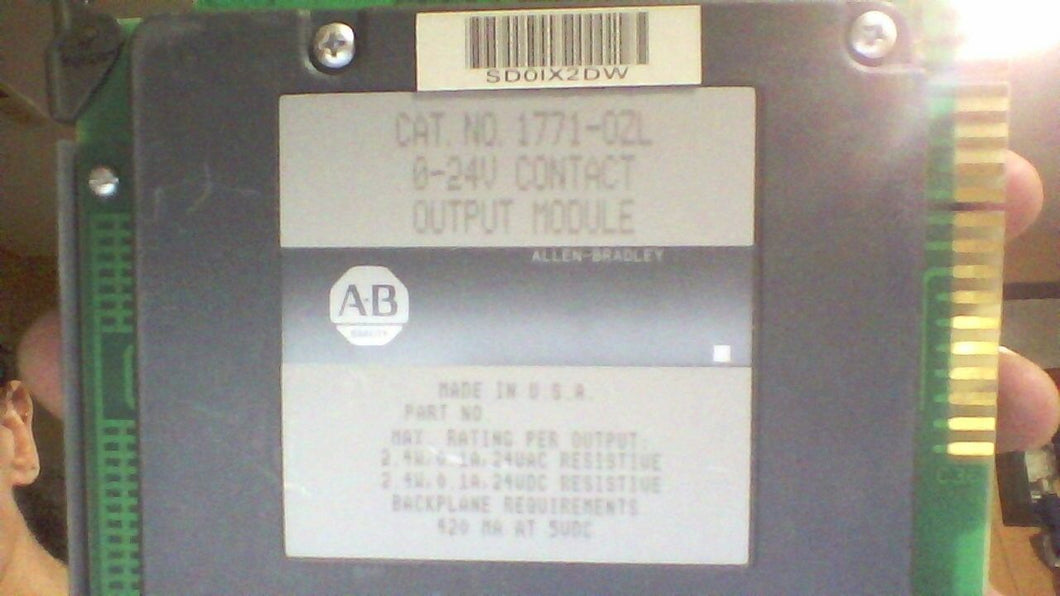 SD0IX2DW
CAT. NO. 1771-OZL
0-24V CONTACT
OUTPUT MODULE
ALLEN-BRADLEY
A·B
QUALITY
MADE IN U.S.A.
PART NO.
MAX. RATING PER OUTPUT:
2.4W,0.1A,24VAC RESISTIVE
2.4W,0.1A,24VDC RESISTIVE
BACKPLANE REQUIREMENTS
420 MA AT 5VDC